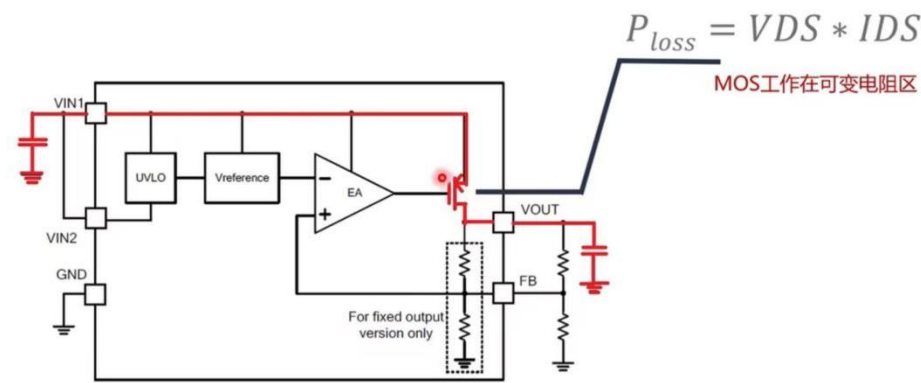 P_loss = VDS * IDS
MOS工作在可变电阻区
VIN1
UVLO
Vreference
−
EA
+
VOUT
VIN2
GND
FB
For fixed output
version only